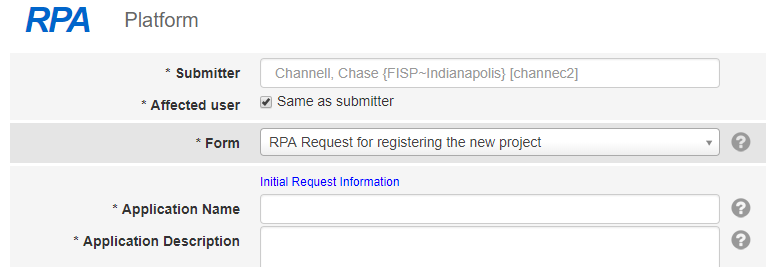 RPA Platform
* Submitter Channell, Chase {FISP~Indianapolis} [channec2]
* Affected user Same as submitter
* Form RPA Request for registering the new project ?
Initial Request Information
* Application Name ?
* Application Description ?